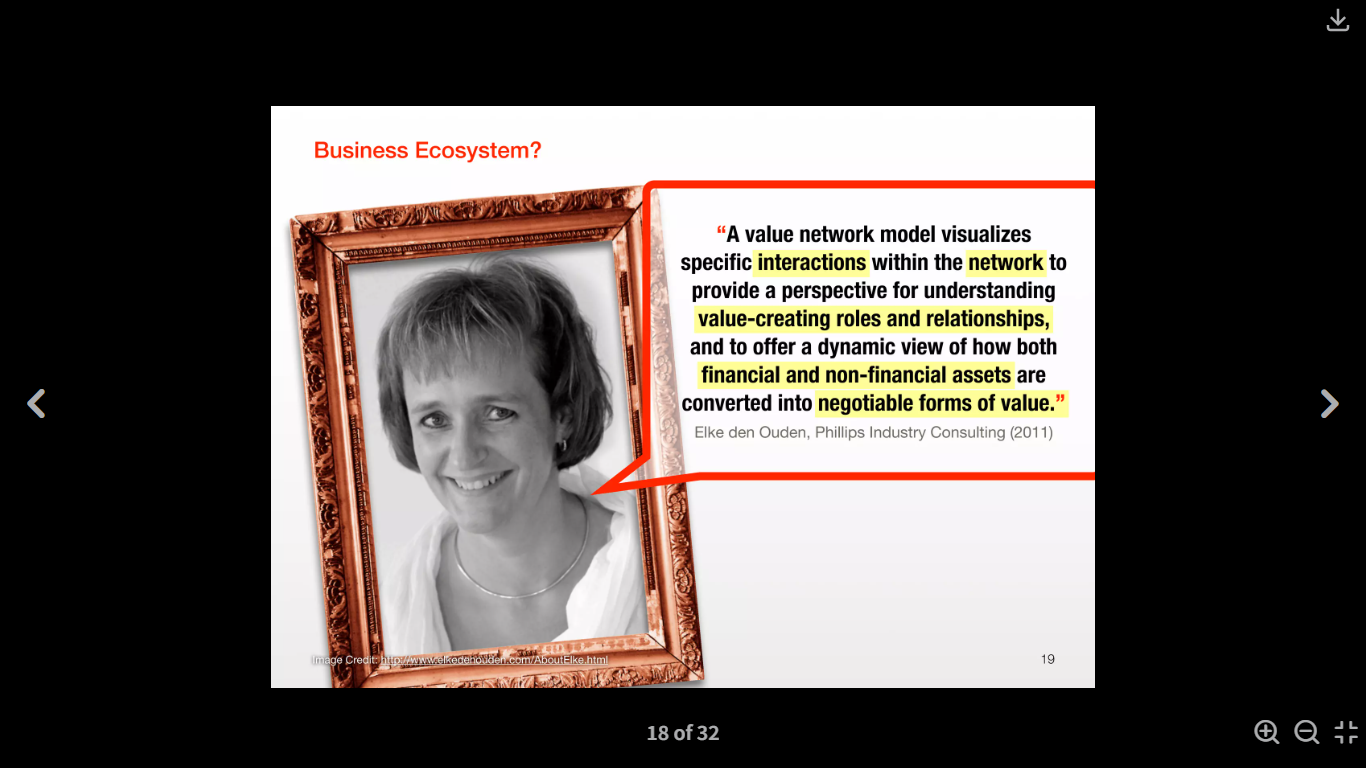 Business Ecosystem?
“A value network model visualizes
specific interactions within the network to
provide a perspective for understanding
value-creating roles and relationships,
and to offer a dynamic view of how both
financial and non-financial assets are
converted into negotiable forms of value.”
Elke den Ouden, Phillips Industry Consulting (2011)
Image Credit: http://www.elkedehouden.com/AboutElke.html
19
18 of 32